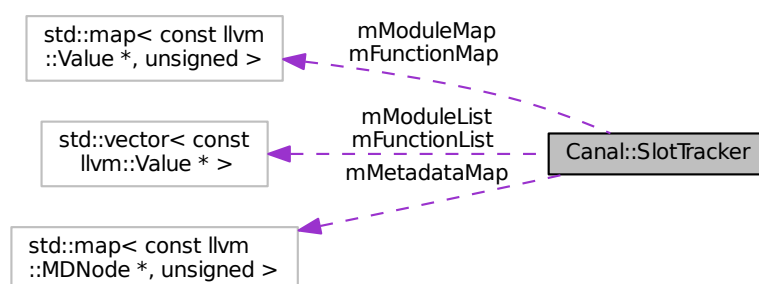 std::map< const llvm
::Value *, unsigned >
mModuleMap
mFunctionMap
std::vector< const
llvm::Value * >
mModuleList
mFunctionList
Canal::SlotTracker
mMetadataMap
std::map< const llvm
::MDNode *, unsigned >